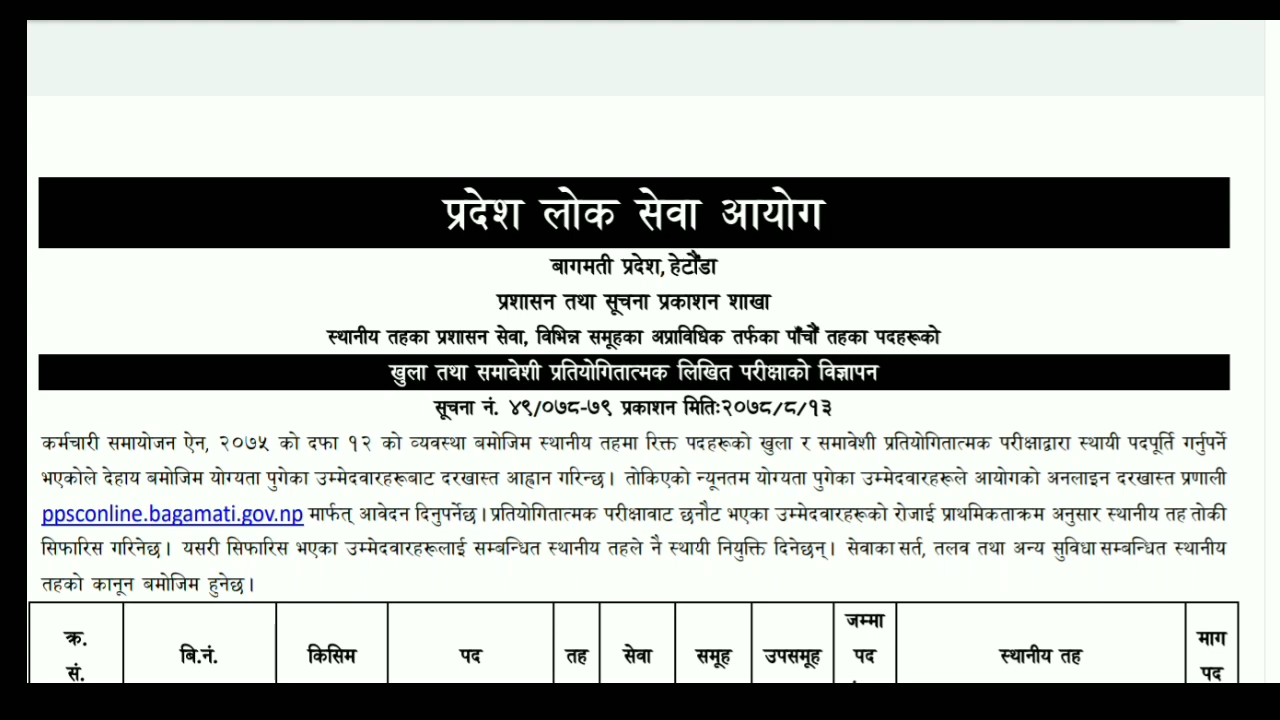 प्रदेश लोक सेवा आयोग
बागमती प्रदेश, हेटौंडा
प्रशासन तथा सूचना प्रकाशन शाखा
स्थानीय तहका प्रशासन सेवा, विभिन्न समूहका अप्राविधिक तर्फका पाँचौं तहका पदहरूको
खुला तथा समावेशी प्रतियोगितात्मक लिखित परीक्षाको विज्ञापन
सूचना नं. ४९/०७८-७९ प्रकाशन मितिः२०७८/८/१३
कर्मचारी समायोजन ऐन, २०७५ को दफा १२ को व्यवस्था बमोजिम स्थानीय तहमा रिक्त पदहरूको खुला र समावेशी प्रतियोगितात्मक परीक्षाद्वारा स्थायी पदपूर्ति गर्नुपर्ने
भएकोले देहाय बमोजिम योग्यता पुगेका उम्मेदवारहरूबाट दरखास्त आह्वान गरिन्छ। तोकिएको न्यूनतम योग्यता पुगेका उम्मेदवारहरूले आयोगको अनलाइन दरखास्त प्रणाली
ppsconline.bagamati.gov.np मार्फत् आवेदन दिनुपर्नेछ। प्रतियोगितात्मक परीक्षावाट छनौट भएका उम्मेदवारहरूको रोजाई प्राथमिकताक्रम अनुसार स्थानीय तह तोकी
सिफारिस गरिनेछ। यसरी सिफारिस भएका उम्मेदवारहरूलाई सम्बन्धित स्थानीय तहले नै स्थायी नियुक्ति दिनेछन्। सेवाका सर्त, तलव तथा अन्य सुविधा सम्बन्धित स्थानीय
तहको कानून बमोजिम हुनेछ।
क्र. सं. बि.नं. किसिम पद तह सेवा समूह उपसमूह जम्मा पद स्थानीय तह माग पद